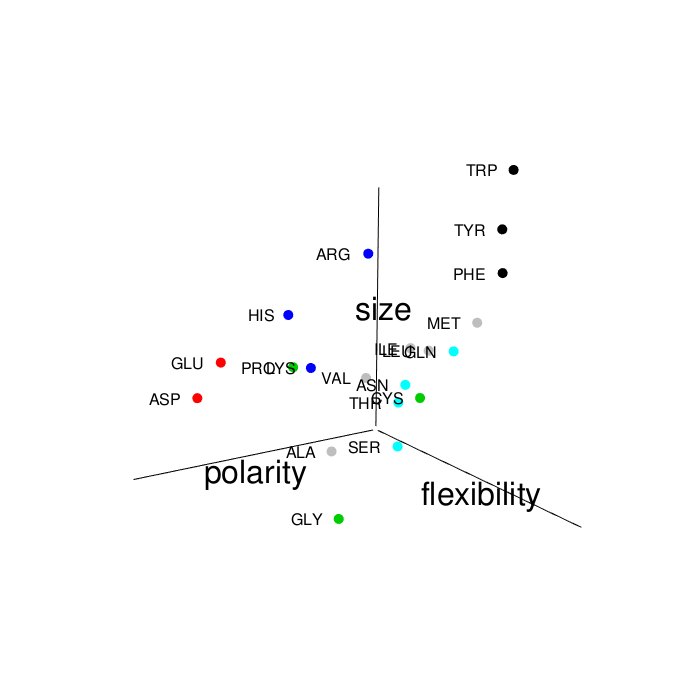 TRP
TYR
ARG
PHE
size
HIS
MET
ILE
LEU
GLN
GLU
PRO
LYS
VAL
ASN
ASP
CYS
THR
ALA
SER
polarity
flexibility
GLY